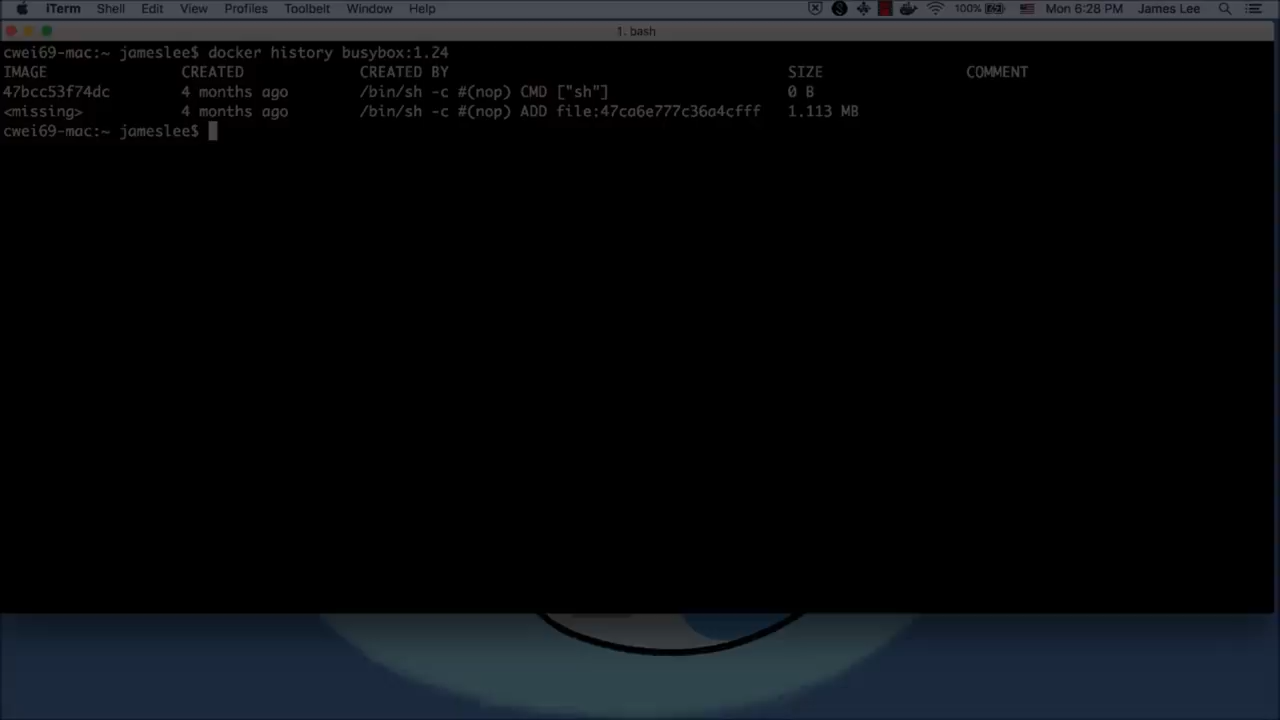 iTerm Shell Edit View Profiles Toolbelt Window Help 100% Mon 6:28 PM James Lee
1. bash
cwei69-mac:~ jameslee$ docker history busybox:1.24
IMAGE CREATED CREATED BY SIZE COMMENT
47bcc53f74dc 4 months ago /bin/sh -c #(nop) CMD ["sh"] 0 B
<missing> 4 months ago /bin/sh -c #(nop) ADD file:47ca6e777c36a4cfff 1.113 MB
cwei69-mac:~ jameslee$